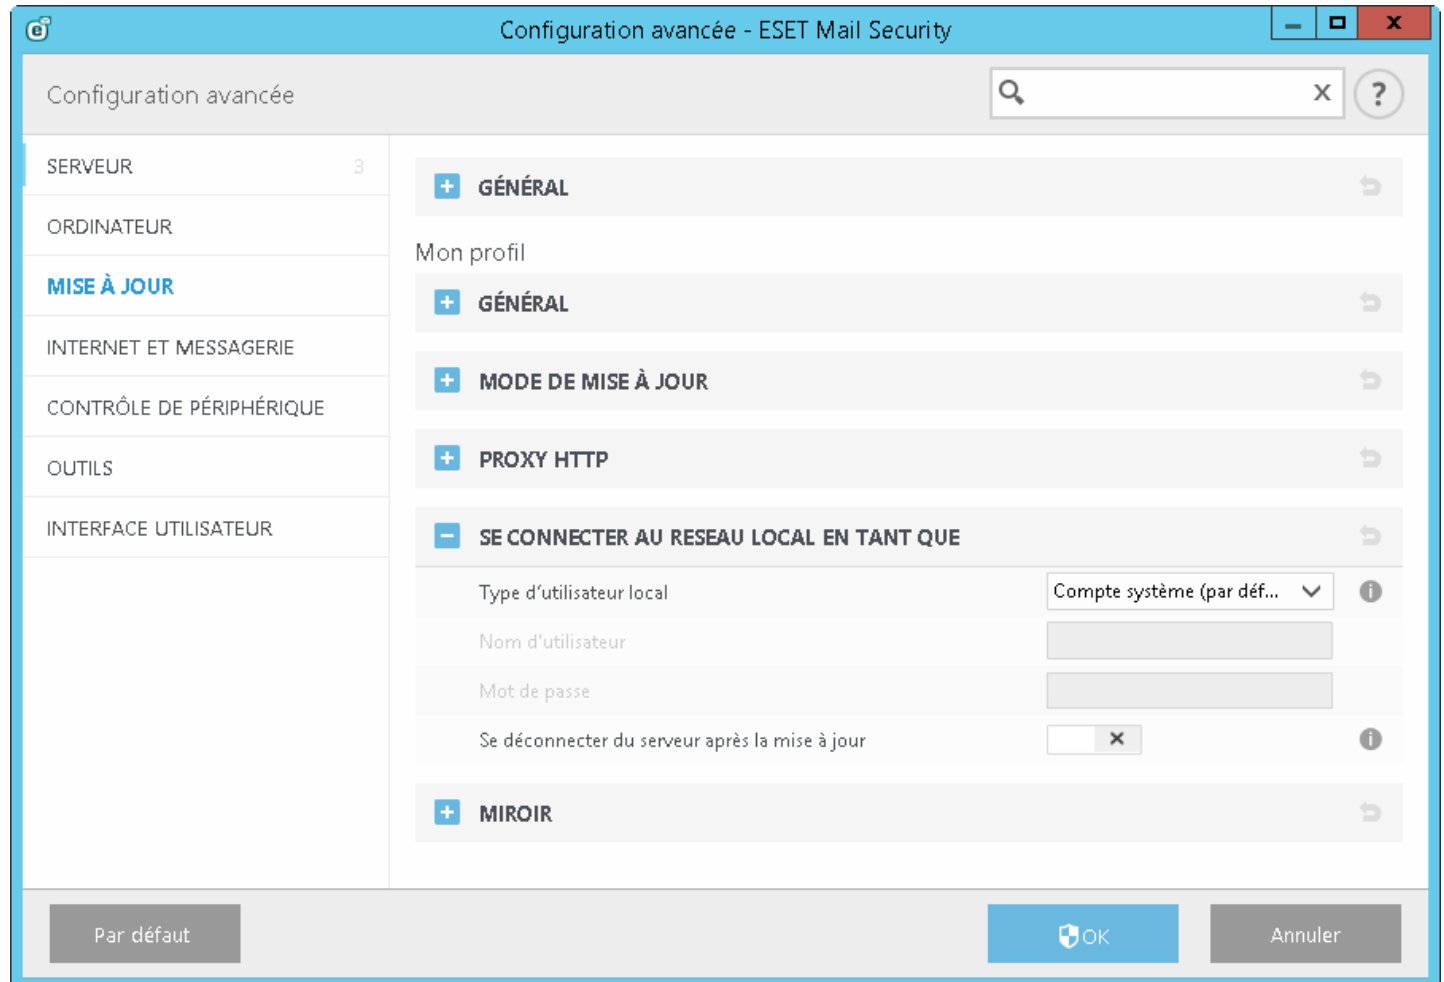 Configuration avancée - ESET Mail Security
Configuration avancée
SERVEUR 3
ORDINATEUR
MISE À JOUR
INTERNET ET MESSAGERIE
CONTRÔLE DE PÉRIPHÉRIQUE
OUTILS
INTERFACE UTILISATEUR
GÉNÉRAL
Mon profil
GÉNÉRAL
MODE DE MISE À JOUR
PROXY HTTP
SE CONNECTER AU RESEAU LOCAL EN TANT QUE
Type d'utilisateur local Compte système (par déf...
Nom d'utilisateur
Mot de passe
Se déconnecter du serveur après la mise à jour
MIROIR
Par défaut OK Annuler